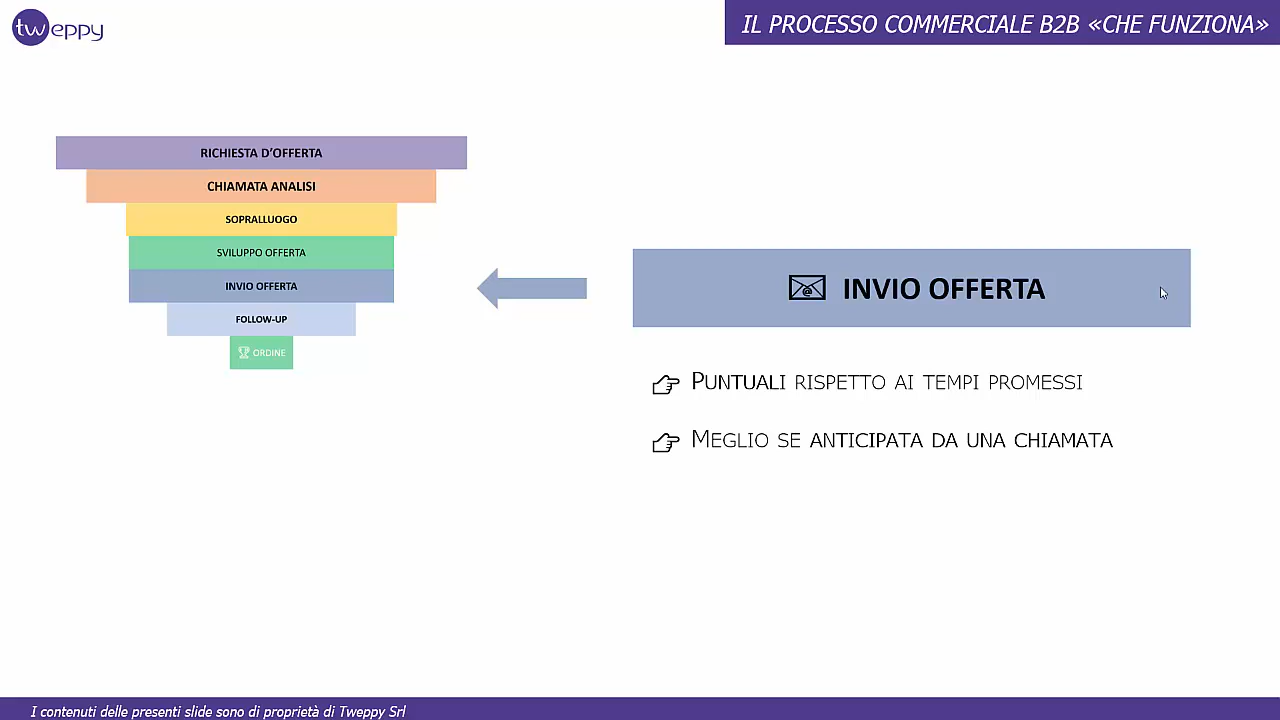 tweppy
IL PROCESSO COMMERCIALE B2B «CHE FUNZIONA»
RICHIESTA D'OFFERTA
CHIAMATA ANALISI
SOPRALLUOGO
SVILUPPO OFFERTA
INVIO OFFERTA
FOLLOW-UP
ORDINE
INVIO OFFERTA
PUNTUALI RISPETTO AI TEMPI PROMESSI
MEGLIO SE ANTICIPATA DA UNA CHIAMATA
I contenuti delle presenti slide sono di proprietà di Tweppy Srl